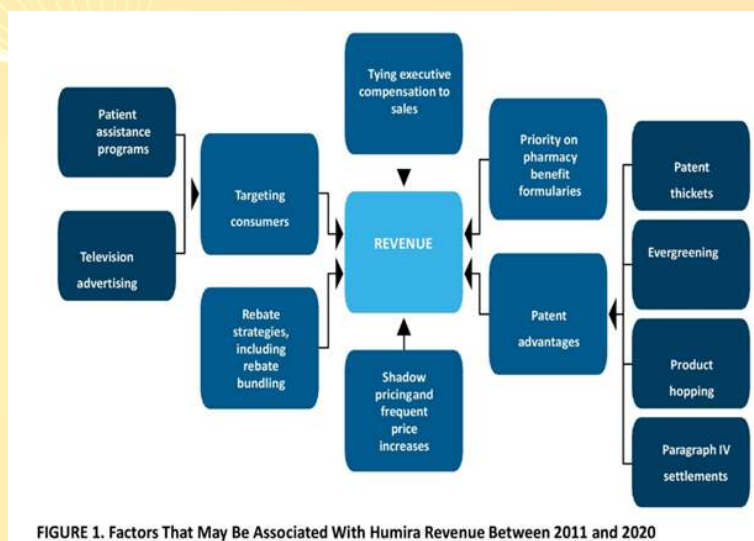 Tying executive
compensation to
sales
Patient
assistance
programs
Priority on
pharmacy
benefit
formularies
Patent
thickets
Targeting
consumers
REVENUE
Television
advertising
Evergreening
Rebate
strategies,
including
rebate
bundling
Patent
advantages
Shadow
pricing and
frequent
price
increases
Product
hopping
Paragraph IV
settlements
FIGURE 1. Factors That May Be Associated With Humira Revenue Between 2011 and 2020